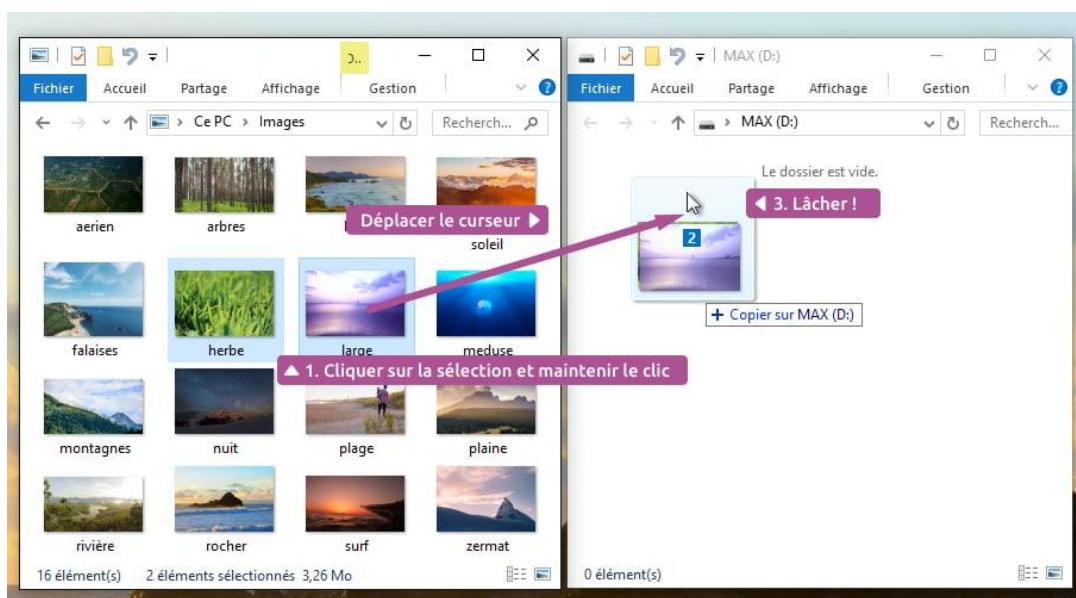 D..
Fichier Accueil Partage Affichage Gestion
Ce PC > Images
Recherch...
aerien
arbres
Déplacer le curseur
soleil
falaises
herbe
large
meduse
1. Cliquer sur la sélection et maintenir le clic
montagnes
nuit
plage
plaine
rivière
rocher
surf
zermat
16 élément(s) 2 éléments sélectionnés 3,26 Mo
MAX (D:)
Fichier Accueil Partage Affichage Gestion
MAX (D:)
Recherch...
Le dossier est vide.
3. Lâcher !
2
+ Copier sur MAX (D:)
0 élément(s)